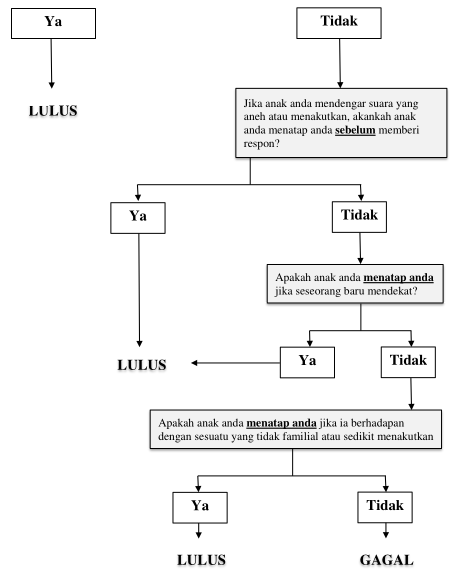 Ya
Tidak
LULUS
Jika anak anda mendengar suara yang
aneh atau menakutkan, akankah anak
anda menatap anda sebelum memberi
respon?
Ya
Tidak
Apakah anak anda menatap anda
jika seseorang baru mendekat?
LULUS
Ya
Tidak
Apakah anak anda menatap anda jika ia berhadapan
dengan sesuatu yang tidak familial atau sedikit menakutkan
Ya
Tidak
LULUS
GAGAL